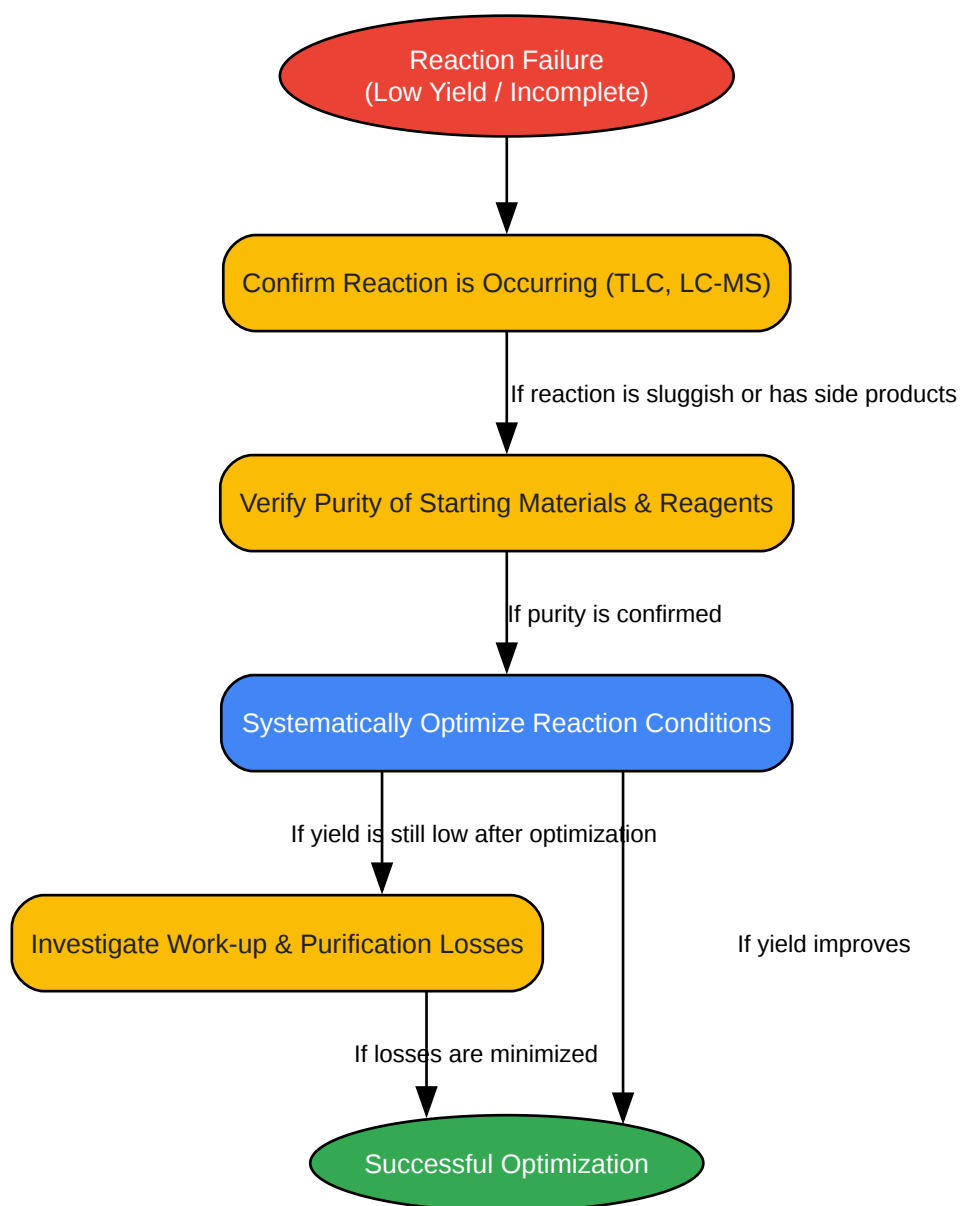 Reaction Failure
(Low Yield / Incomplete)
Confirm Reaction is Occurring (TLC, LC-MS)
If reaction is sluggish or has side products
Verify Purity of Starting Materials & Reagents
If purity is confirmed
Systematically Optimize Reaction Conditions
If yield is still low after optimization
Investigate Work-up & Purification Losses
If yield improves
If losses are minimized
Successful Optimization